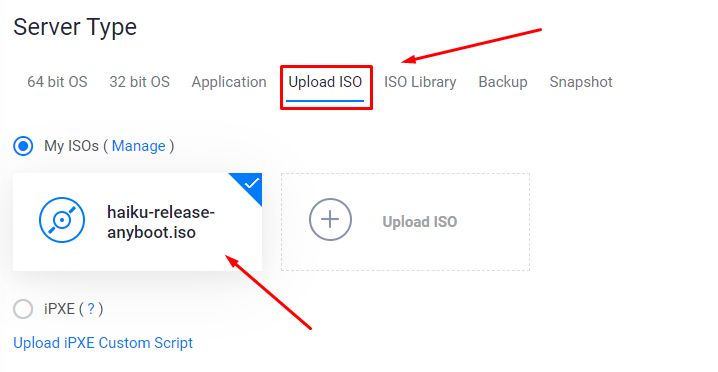 Server Type
64 bit OS 32 bit OS Application Upload ISO ISO Library Backup Snapshot
My ISOs ( Manage )
haiku-release-
anyboot.iso
Upload ISO
iPXE ( ? )
Upload iPXE Custom Script